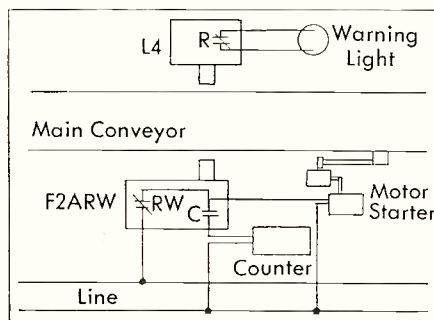 R
Warning
Light
L4
Main Conveyor
F2ARW
RW
C
Motor
Starter
Counter
Line